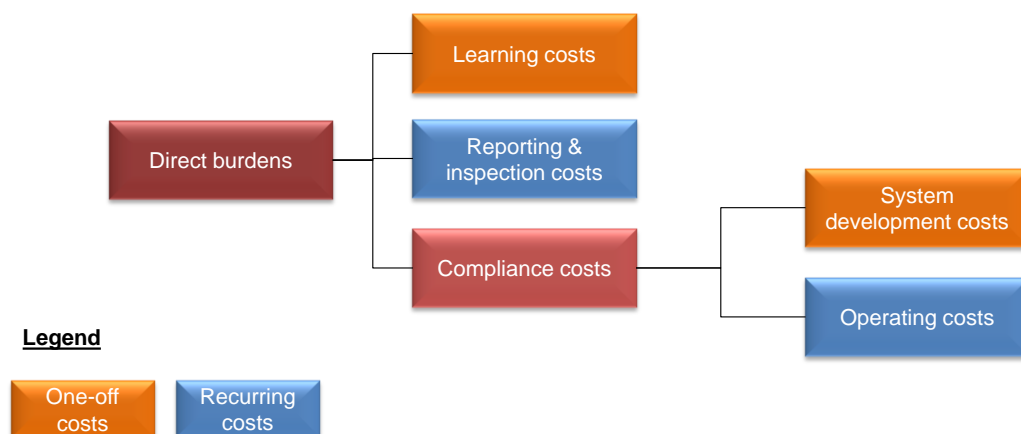 Learning costs
Direct burdens
Reporting &
inspection costs
Compliance costs
System
development costs
Operating costs
Legend
One-off
costs
Recurring
costs